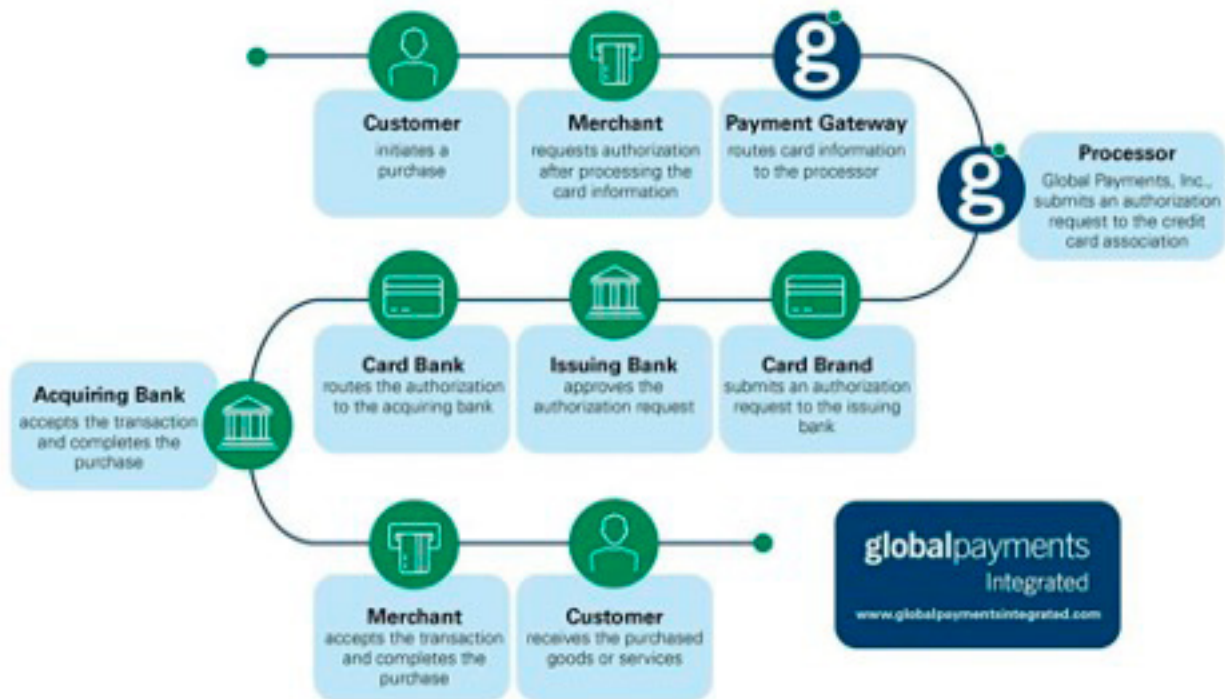 Customer
initiates a
purchase
Merchant
requests authorization
after processing the
card information
Payment Gateway
routes card information
to the processor
Processor
Global Payments, Inc.,
submits an authorization
request to the credit
card association
Card Brand
submits an authorization
request to the issuing
bank
Issuing Bank
approves the
authorization request
Card Bank
routes the authorization
to the acquiring bank
Acquiring Bank
accepts the transaction
and completes the
purchase
Merchant
accepts the transaction
and completes the
purchase
Customer
receives the purchased
goods or services
globalpayments
Integrated
www.globalpaymentsintegrated.com
g
g